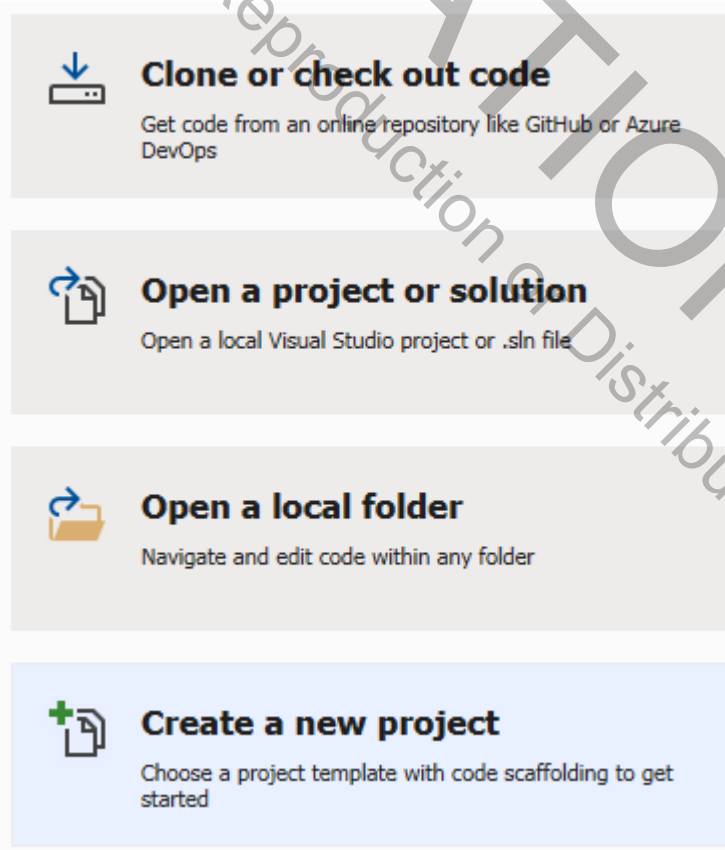 Clone or check out code
Get code from an online repository like GitHub or Azure
DevOps
Open a project or solution
Open a local Visual Studio project or .sln file
Open a local folder
Navigate and edit code within any folder
Create a new project
Choose a project template with code scaffolding to get
started
Reproduction or